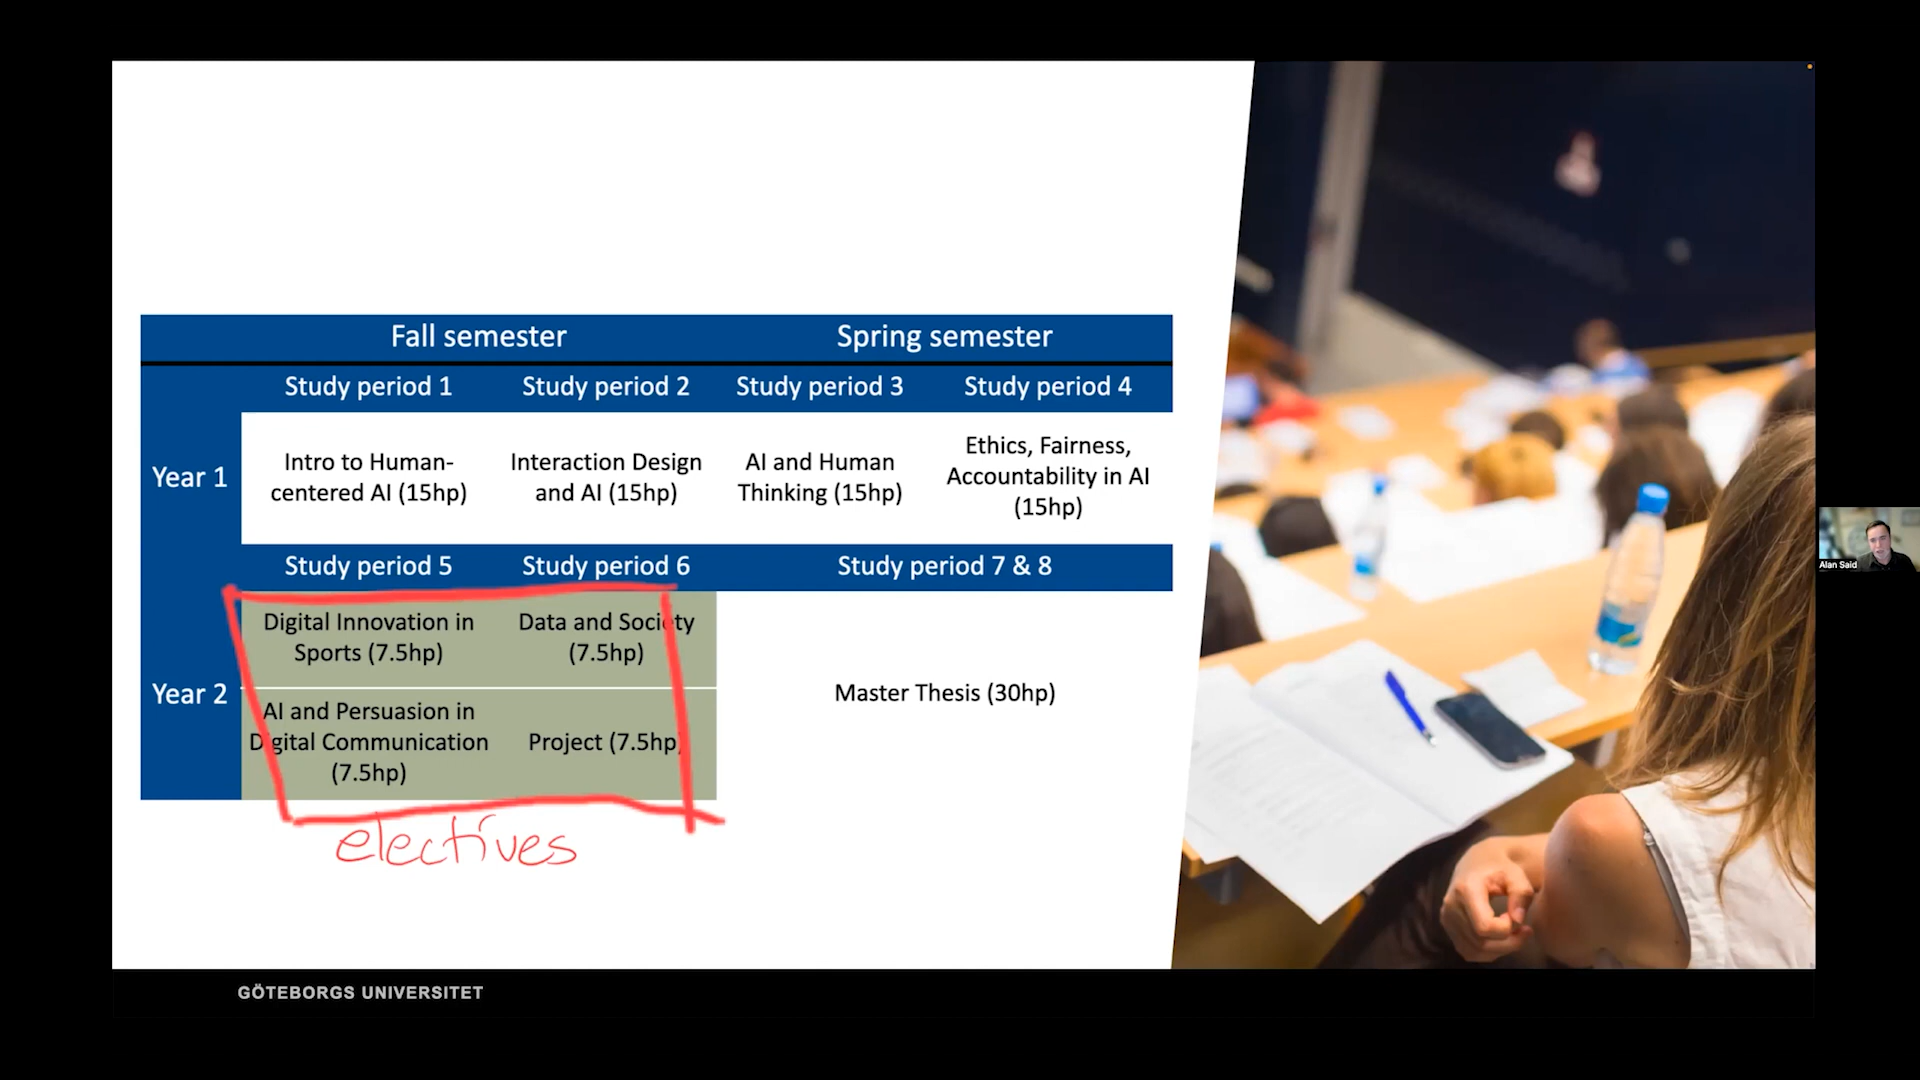 Fall semester
Spring semester
Study period 1
Study period 2
Study period 3
Study period 4
Year 1
Intro to Human-
centered AI (15hp)
Interaction Design
and AI (15hp)
AI and Human
Thinking (15hp)
Ethics, Fairness,
Accountability in AI
(15hp)
Study period 5
Study period 6
Study period 7 & 8
Year 2
Digital Innovation in
Sports (7.5hp)
Data and Society
(7.5hp)
AI and Persuasion in
Digital Communication
(7.5hp)
Project (7.5hp)
Master Thesis (30hp)
electives
Alan Said
GÖTEBORGS UNIVERSITET